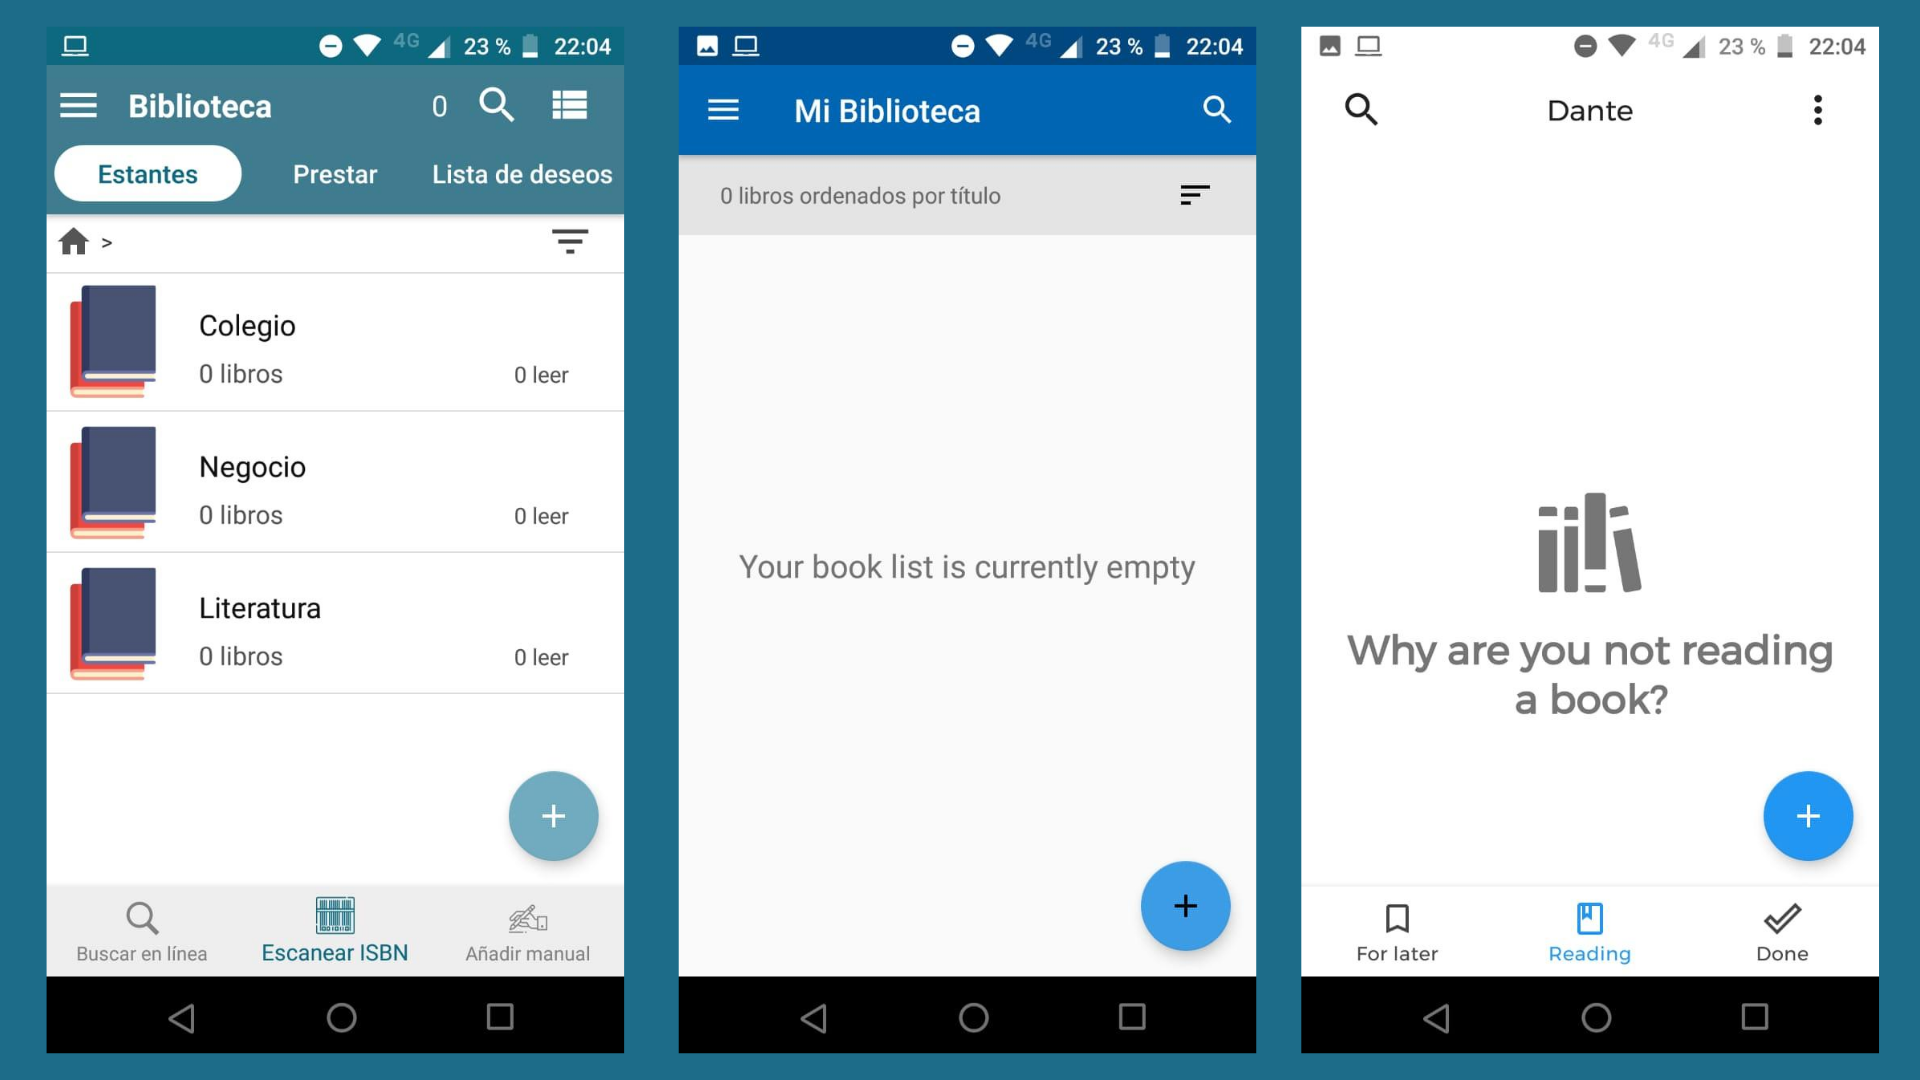 4G 23 % 22:04
Biblioteca 0
Estantes Prestar Lista de deseos
>
Colegio
0 libros 0 leer
Negocio
0 libros 0 leer
Literatura
0 libros 0 leer
+
Buscar en línea Escanear ISBN Añadir manual
4G 23 % 22:04
Mi Biblioteca
0 libros ordenados por título
Your book list is currently empty
+
4G 23 % 22:04
Dante
Why are you not reading
a book?
+
For later Reading Done